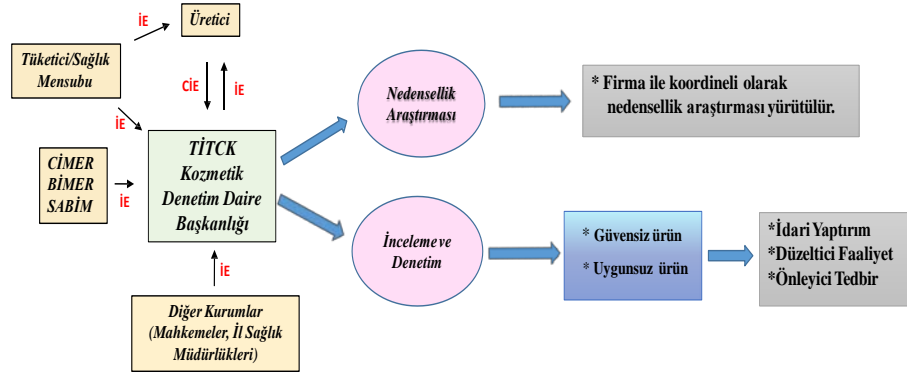 İE
Üretici
Tüketici/Sağlık
Mensubu
CİE
İE
İE
CİMER
BİMER
SABİM
İE
TİTCK
Kozmetik
Denetim Daire
Başkanlığı
İE
Diğer Kurumlar
(Mahkemeler, İl Sağlık
Müdürlükleri)
Nedensellik
Araştırması
* Firma ile koordineli olarak
nedensellik araştırması yürütülür.
İnceleme ve
Denetim
* Güvensiz ürün
* Uygunsuz ürün
*İdari Yaptırım
*Düzeltici Faaliyet
*Önleyici Tedbir